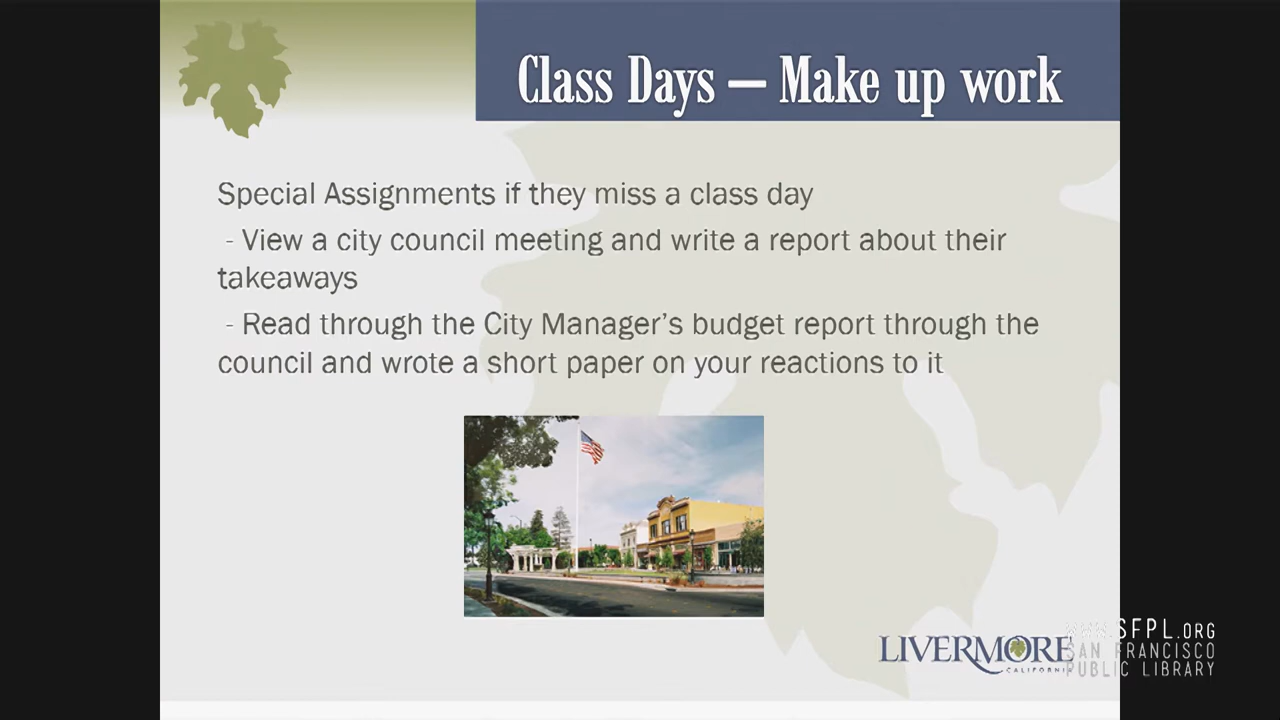 Class Days – Make up work
Special Assignments if they miss a class day
- View a city council meeting and write a report about their
takeaways
- Read through the City Manager’s budget report through the
council and wrote a short paper on your reactions to it
LIVERMORE
CALIFORNIA
WWW.SFPL.ORG
SAN FRANCISCO
PUBLIC LIBRARY